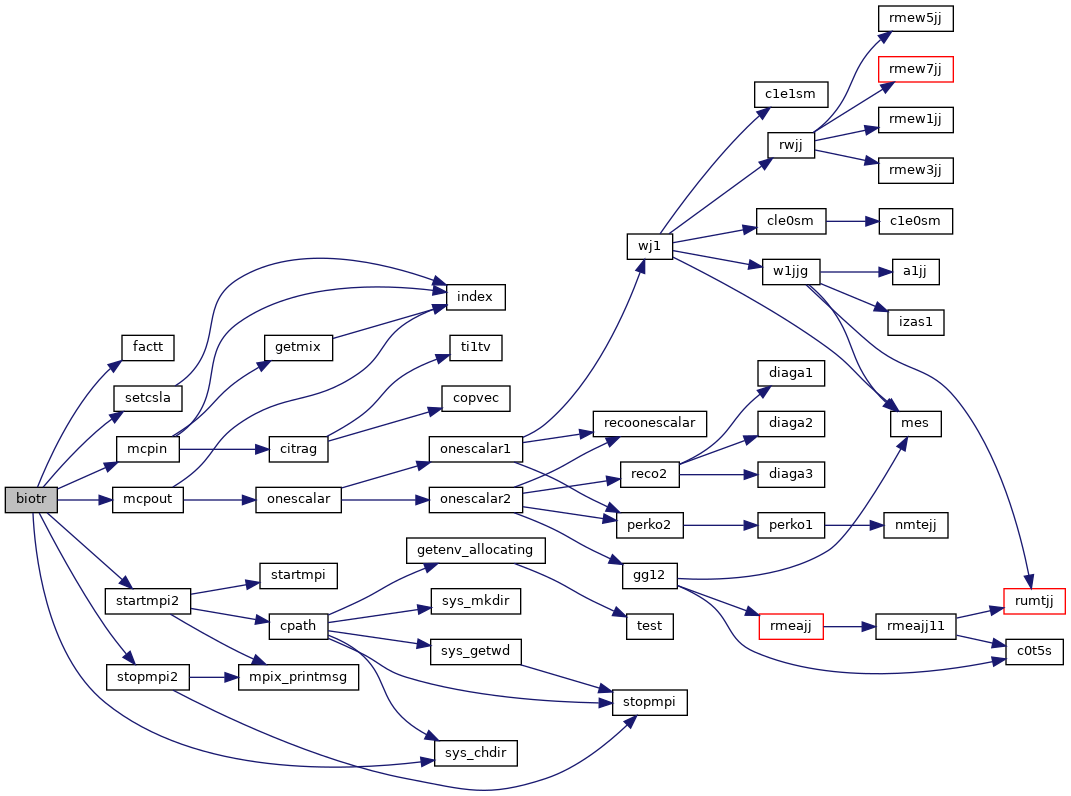 rmew5jj
rmew7jj
c1e1sm
rmew1jj
rwjj
rmew3jj
cle0sm
c1e0sm
wj1
w1jjg
a1jj
index
izas1
factt
getmix
ti1tv
diaga1
setcsla
copvec
recoonescalar
diaga2
mes
mcpin
citrag
onescalar1
reco2
diaga3
biotr
mcpout
onescalar
onescalar2
perko2
perko1
nmtejj
getenv_allocating
startmpi
gg12
startmpi2
sys_mkdir
rumtjj
cpath
test
rmeajj
rmeajj11
sys_getwd
c0t5s
stopmpi2
mpix_printmsg
stopmpi
sys_chdir